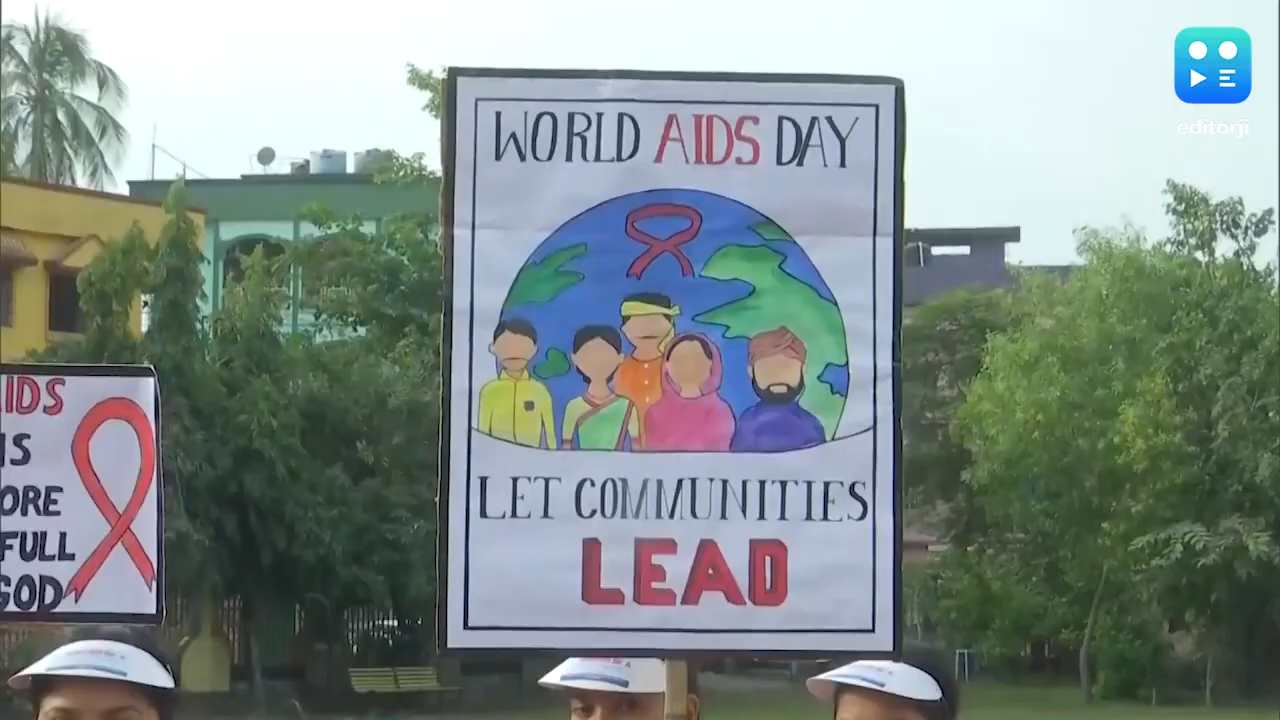 editorji
WORLD AIDS DAY
LET COMMUNITIES
LEAD
AIDS
IS
ORE
FULL
GOD